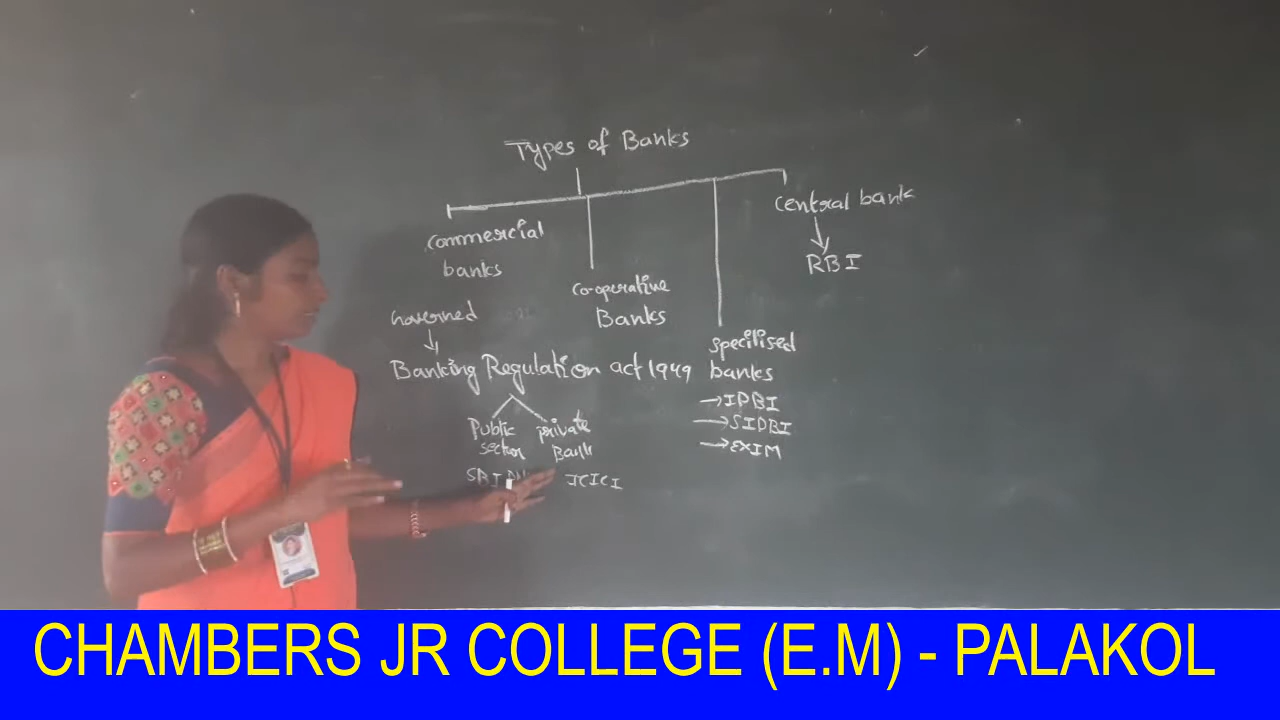 Types of Banks
commercial
banks
co-operative
Banks
specilised
banks
→IDBI
→SIDBI
→EXIM
central bank
RBI
Governed
Banking Regulation act 1949
Public
sector
SBI
private
Bank
ICICI
CHAMBERS JR COLLEGE (E.M) - PALAKOL